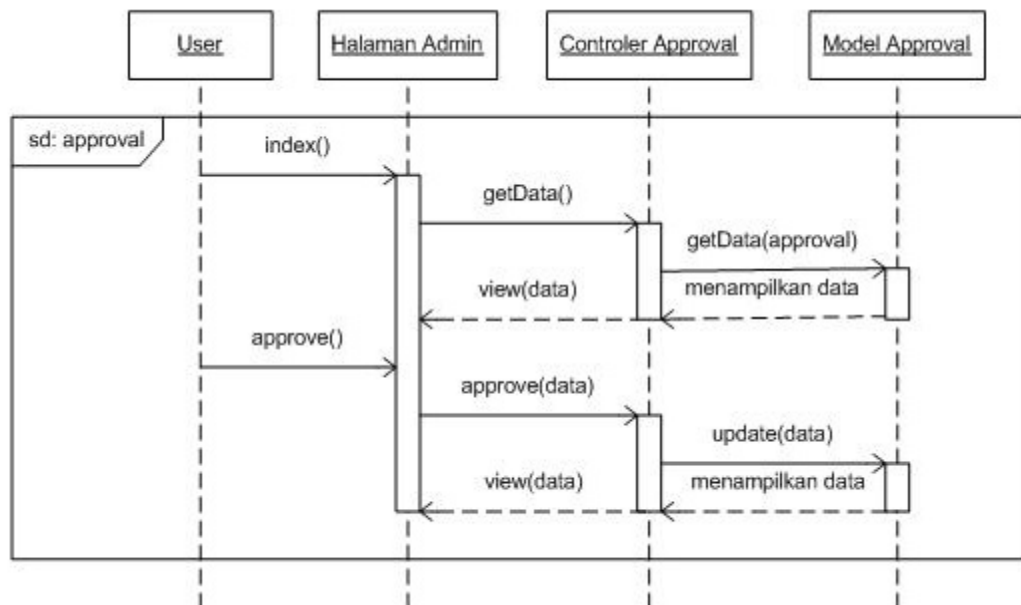 User
Halaman Admin
Controler Approval
Model Approval
sd: approval
index()
getData()
getData(approval)
view(data)
menampilkan data
approve()
approve(data)
update(data)
view(data)
menampilkan data